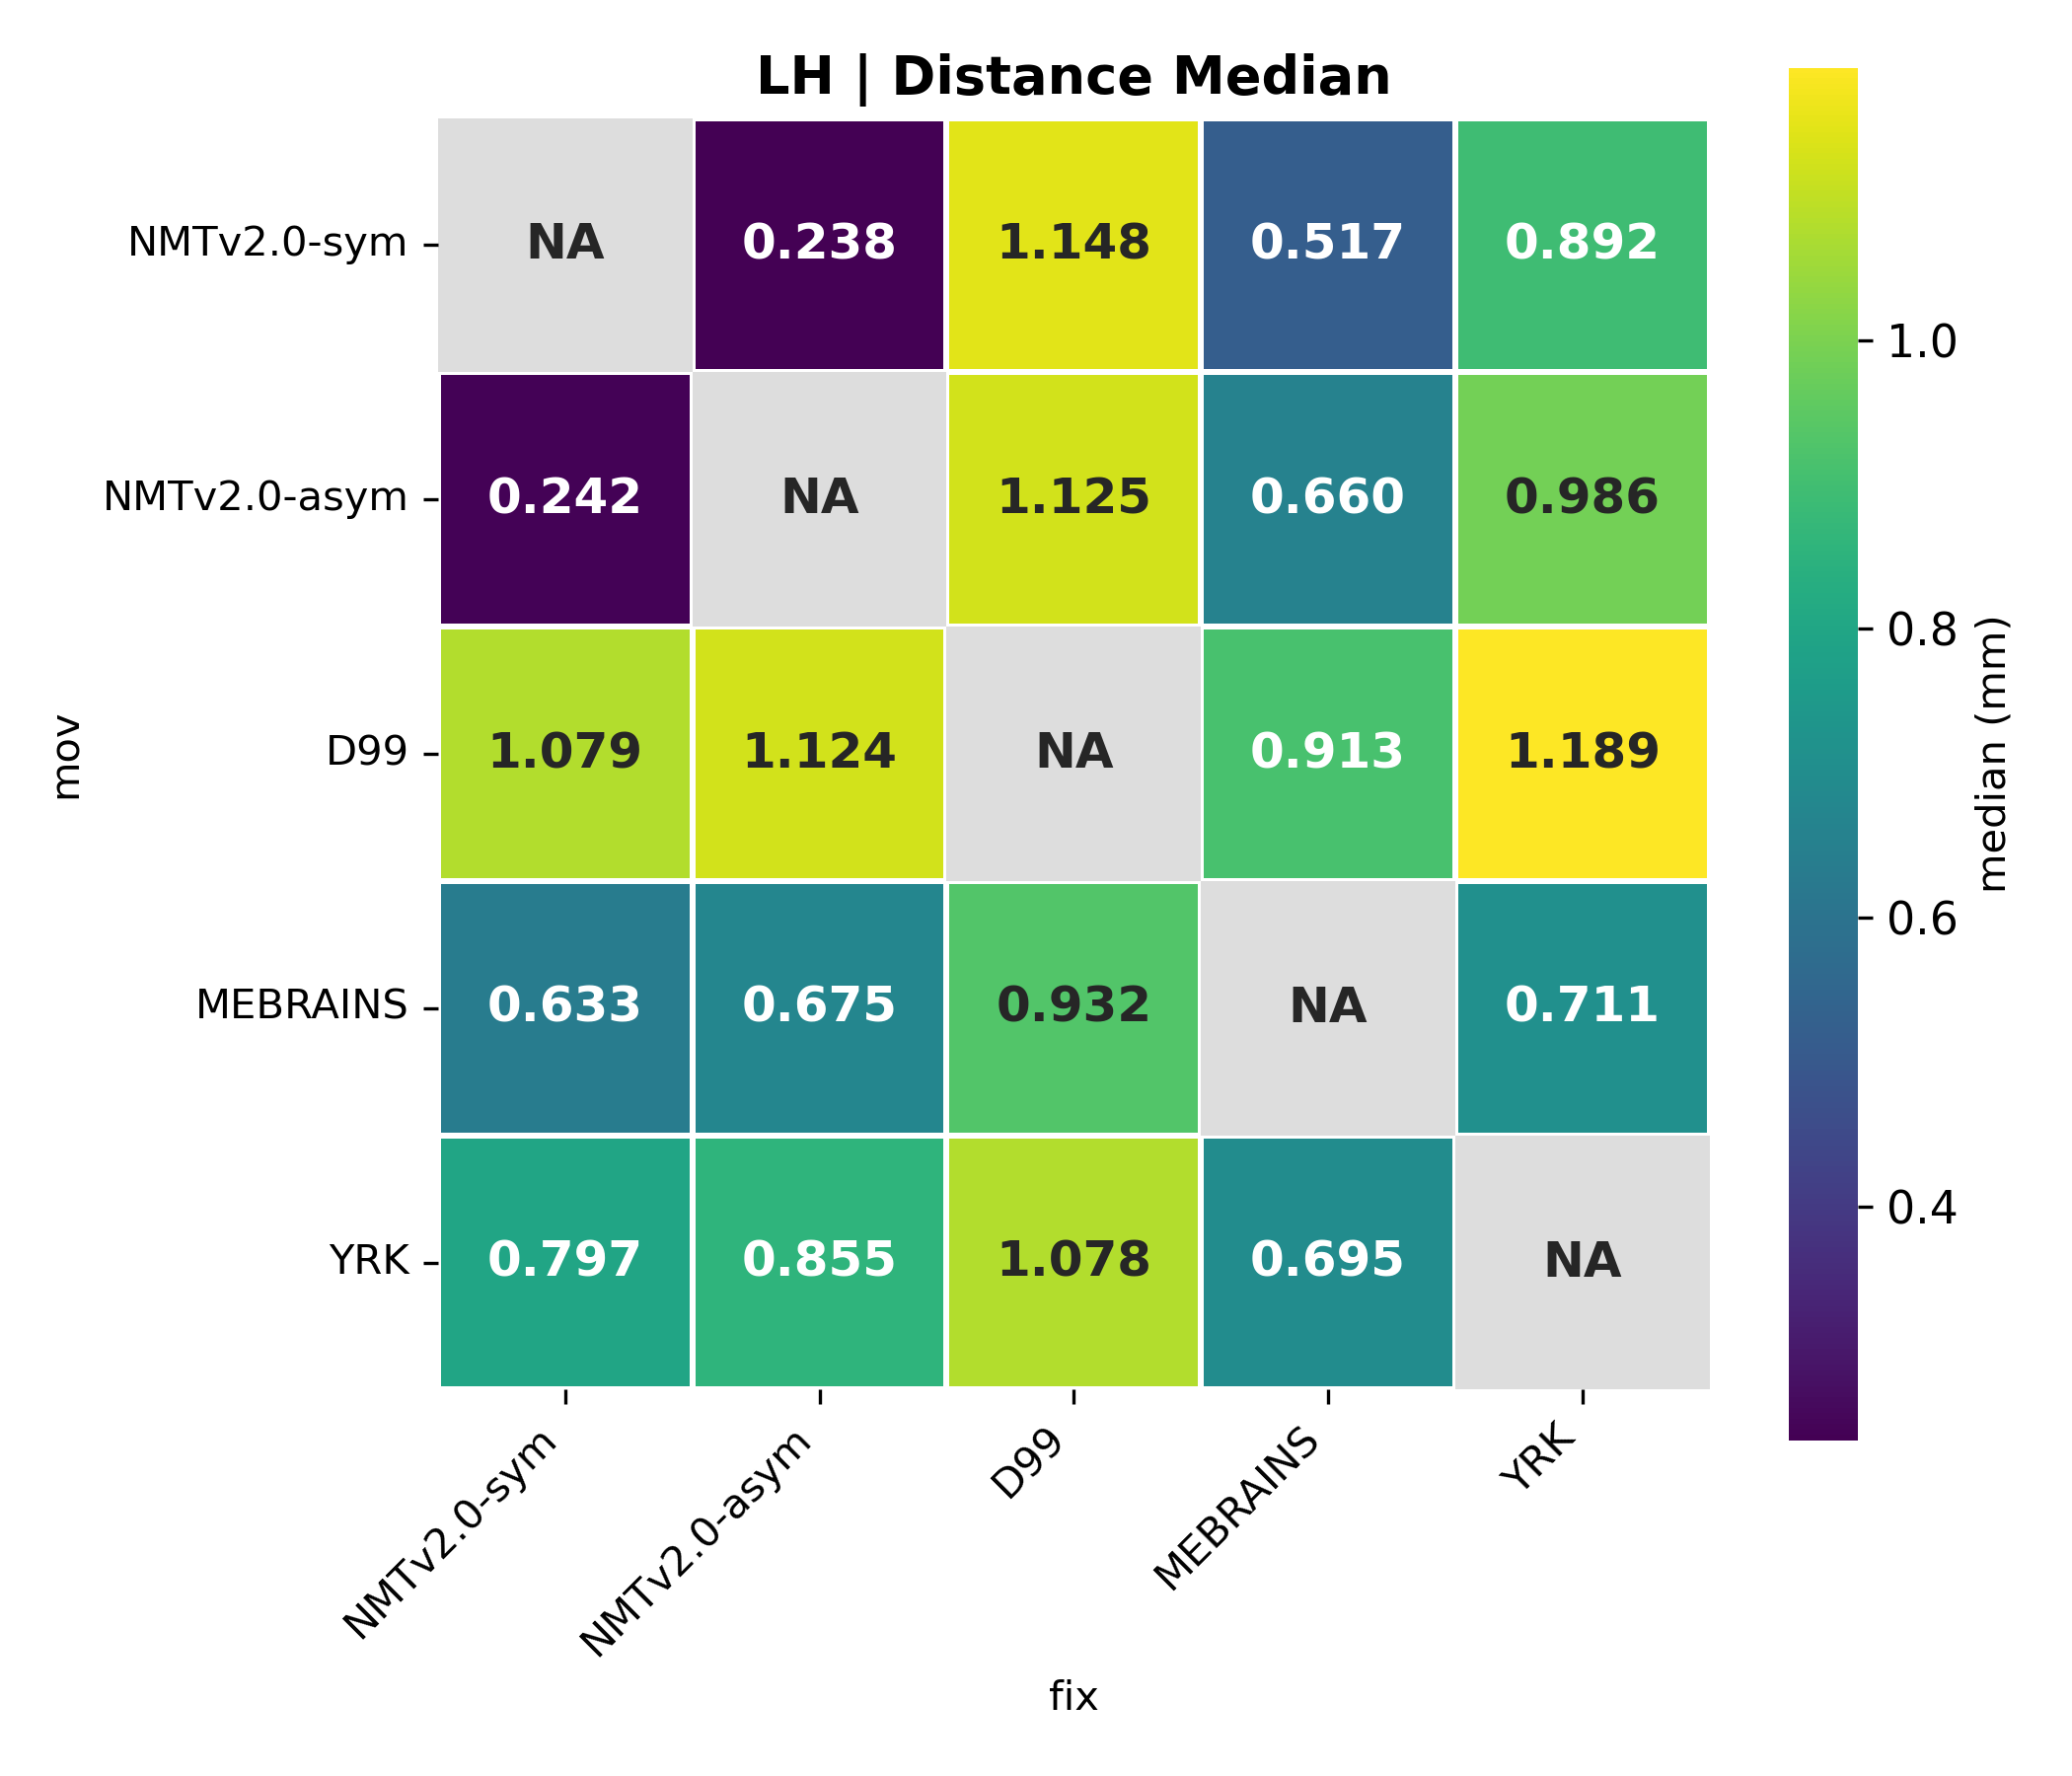 LH | Distance Median
NMTv2.0-sym NA 0.238 1.148 0.517 0.892
NMTv2.0-asym 0.242 NA 1.125 0.660 0.986
D99 1.079 1.124 NA 0.913 1.189
MEBRAINS 0.633 0.675 0.932 NA 0.711
YRK 0.797 0.855 1.078 0.695 NA
mov
NMTv2.0-sym NMTv2.0-asym D99 MEBRAINS YRK
fix
1.0
0.8
0.6
0.4
median (mm)